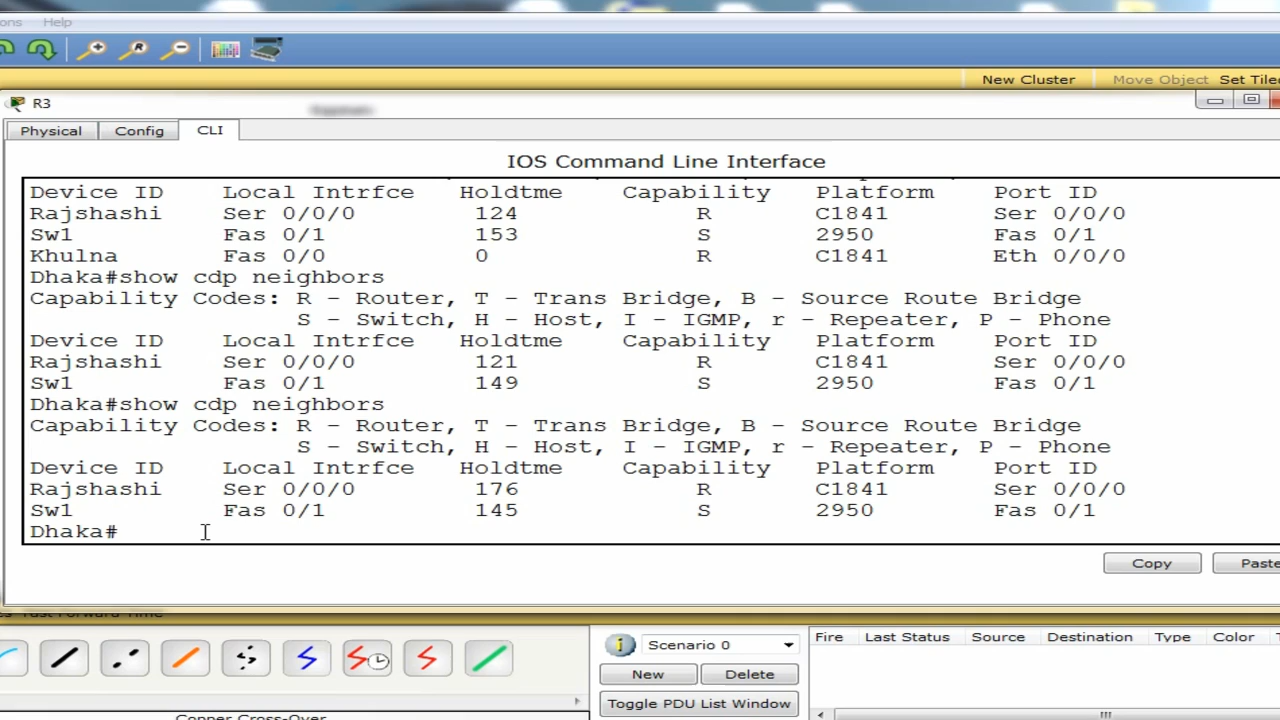 ons Help
New Cluster Move Object Set Tile
R3
Physical Config CLI
IOS Command Line Interface
Device ID Local Intrfce Holdtme Capability Platform Port ID
Rajshashi Ser 0/0/0 124 R C1841 Ser 0/0/0
Sw1 Fas 0/1 153 S 2950 Fas 0/1
Khulna Fas 0/0 0 R C1841 Eth 0/0/0
Dhaka#show cdp neighbors
Capability Codes: R - Router, T - Trans Bridge, B - Source Route Bridge
S - Switch, H - Host, I - IGMP, r - Repeater, P - Phone
Device ID Local Intrfce Holdtme Capability Platform Port ID
Rajshashi Ser 0/0/0 121 R C1841 Ser 0/0/0
Sw1 Fas 0/1 149 S 2950 Fas 0/1
Dhaka#show cdp neighbors
Capability Codes: R - Router, T - Trans Bridge, B - Source Route Bridge
S - Switch, H - Host, I - IGMP, r - Repeater, P - Phone
Device ID Local Intrfce Holdtme Capability Platform Port ID
Rajshashi Ser 0/0/0 176 R C1841 Ser 0/0/0
Sw1 Fas 0/1 145 S 2950 Fas 0/1
Dhaka#
Copy Paste
Fast Forward Time
Scenario 0
Fire Last Status Source Destination Type Color
New Delete
Toggle PDU List Window
Copper Cross-Over